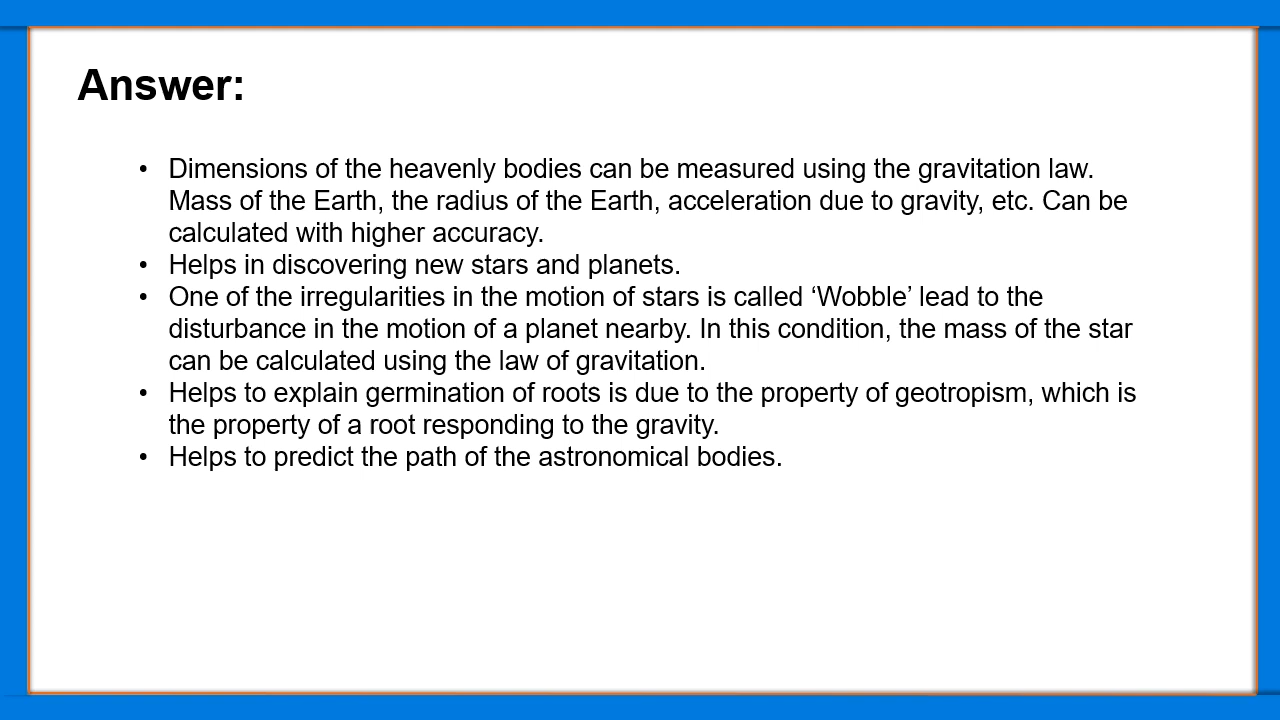 Answer:
• Dimensions of the heavenly bodies can be measured using the gravitation law.
Mass of the Earth, the radius of the Earth, acceleration due to gravity, etc. Can be
calculated with higher accuracy.
• Helps in discovering new stars and planets.
• One of the irregularities in the motion of stars is called ‘Wobble’ lead to the
disturbance in the motion of a planet nearby. In this condition, the mass of the star
can be calculated using the law of gravitation.
• Helps to explain germination of roots is due to the property of geotropism, which is
the property of a root responding to the gravity.
• Helps to predict the path of the astronomical bodies.